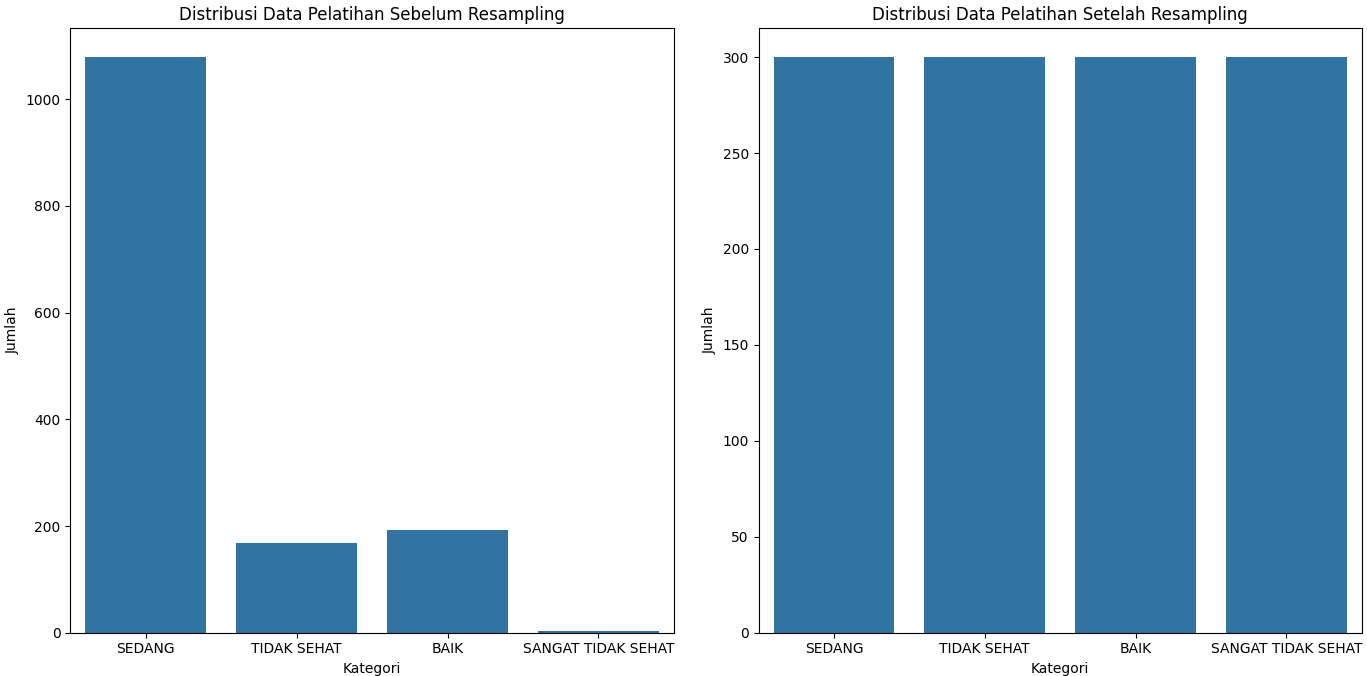 Distribusi Data Pelatihan Sebelum Resampling
1000
800
600
400
200
0
Jumlah
SEDANG
TIDAK SEHAT
BAIK
SANGAT TIDAK SEHAT
Kategori
Distribusi Data Pelatihan Setelah Resampling
300
250
200
150
100
50
0
Jumlah
SEDANG
TIDAK SEHAT
BAIK
SANGAT TIDAK SEHAT
Kategori